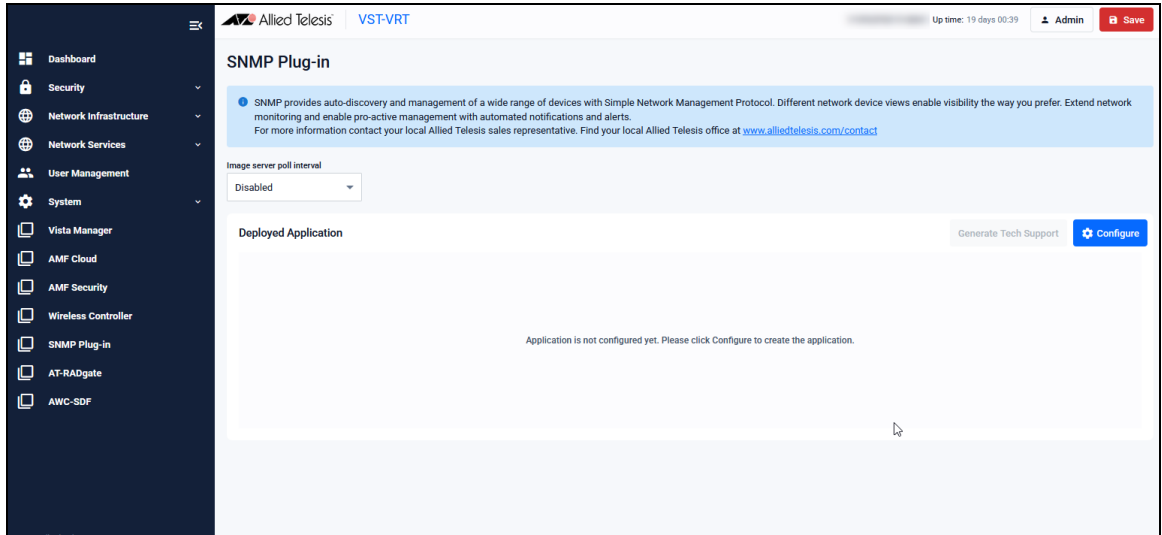 Allied Telesis VST-VRT Up time: 19 days 00:39 Admin Save
Dashboard
Security
Network Infrastructure
Network Services
User Management
System
Vista Manager
AMF Cloud
AMF Security
Wireless Controller
SNMP Plug-in
AT-RADgate
AWC-SDF
SNMP Plug-in
SNMP provides auto-discovery and management of a wide range of devices with Simple Network Management Protocol. Different network device views enable visibility the way you prefer. Extend network
monitoring and enable pro-active management with automated notifications and alerts.
For more information contact your local Allied Telesis sales representative. Find your local Allied Telesis office at www.alliedtelesis.com/contact
Image server poll interval
Disabled
Deployed Application Generate Tech Support Configure
Application is not configured yet. Please click Configure to create the application.